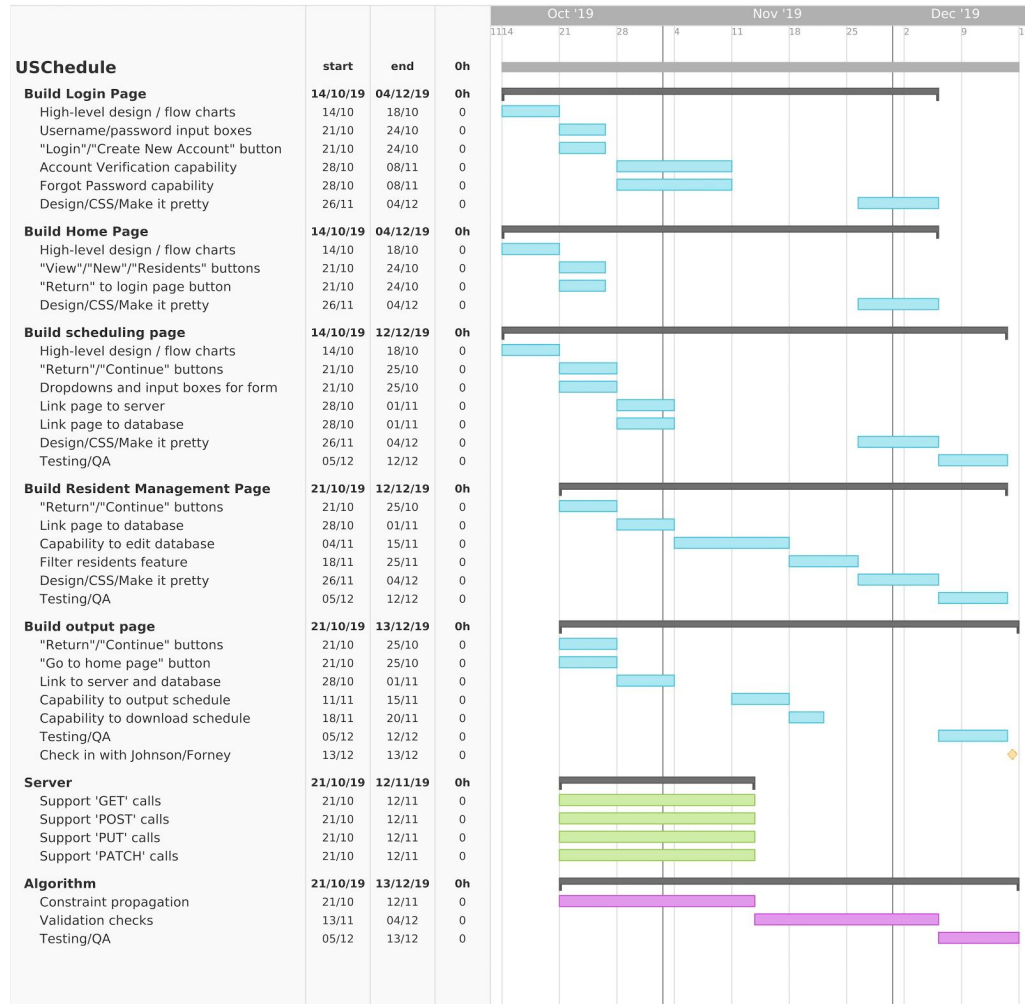 Oct '19 Nov '19 Dec '19
1114 21 28 4 11 18 25 2 9 1
USChedule start end 0h
Build Login Page 14/10/19 04/12/19 0h
High-level design / flow charts 14/10 18/10 0
Username/password input boxes 21/10 24/10 0
"Login"/"Create New Account" button 21/10 24/10 0
Account Verification capability 28/10 08/11 0
Forgot Password capability 28/10 08/11 0
Design/CSS/Make it pretty 26/11 04/12 0
Build Home Page 14/10/19 04/12/19 0h
High-level design / flow charts 14/10 18/10 0
"View"/"New"/"Residents" buttons 21/10 24/10 0
"Return" to login page button 21/10 24/10 0
Design/CSS/Make it pretty 26/11 04/12 0
Build scheduling page 14/10/19 12/12/19 0h
High-level design / flow charts 14/10 18/10 0
"Return"/"Continue" buttons 21/10 25/10 0
Dropdowns and input boxes for form 21/10 25/10 0
Link page to server 28/10 01/11 0
Link page to database 28/10 01/11 0
Design/CSS/Make it pretty 26/11 04/12 0
Testing/QA 05/12 12/12 0
Build Resident Management Page 21/10/19 12/12/19 0h
"Return"/"Continue" buttons 21/10 25/10 0
Link page to database 28/10 01/11 0
Capability to edit database 04/11 15/11 0
Filter residents feature 18/11 25/11 0
Design/CSS/Make it pretty 26/11 04/12 0
Testing/QA 05/12 12/12 0
Build output page 21/10/19 13/12/19 0h
"Return"/"Continue" buttons 21/10 25/10 0
"Go to home page" button 21/10 25/10 0
Link to server and database 28/10 01/11 0
Capability to output schedule 11/11 15/11 0
Capability to download schedule 18/11 20/11 0
Testing/QA 05/12 12/12 0
Check in with Johnson/Forney 13/12 13/12 0
Server 21/10/19 12/11/19 0h
Support 'GET' calls 21/10 12/11 0
Support 'POST' calls 21/10 12/11 0
Support 'PUT' calls 21/10 12/11 0
Support 'PATCH' calls 21/10 12/11 0
Algorithm 21/10/19 13/12/19 0h
Constraint propagation 21/10 12/11 0
Validation checks 13/11 04/12 0
Testing/QA 05/12 13/12 0